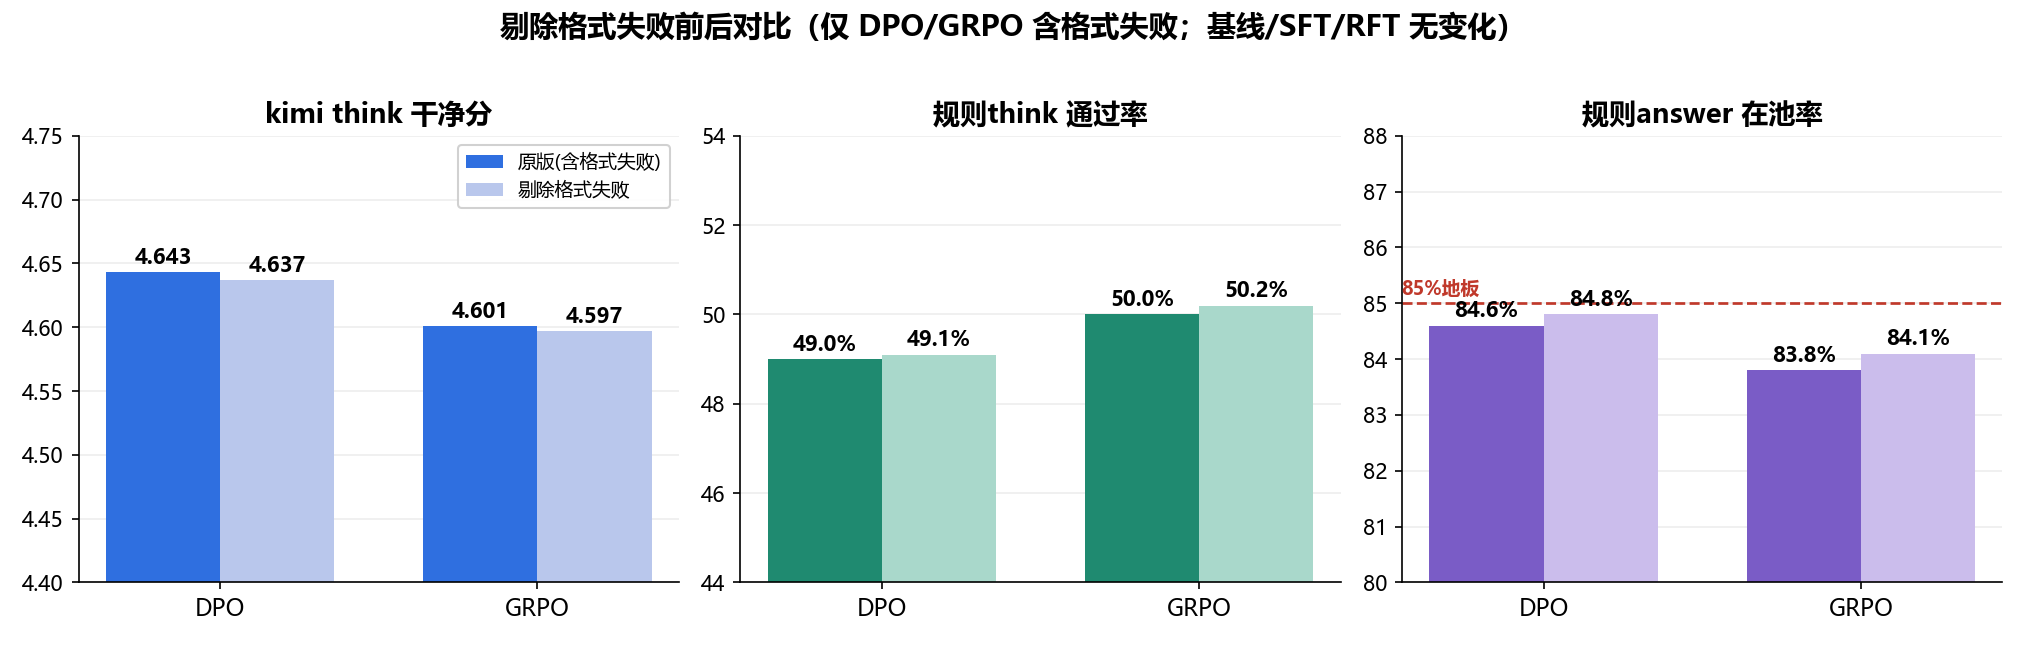 剔除格式失败前后对比（仅 DPO/GRPO 含格式失败；基线/SFT/RFT 无变化）
kimi think 干净分
4.75
4.70
4.65
4.60
4.55
4.50
4.45
4.40
原版(含格式失败)
剔除格式失败
4.643
4.637
4.601
4.597
DPO
GRPO
规则think 通过率
54
52
50
48
46
44
49.0%
49.1%
50.0%
50.2%
DPO
GRPO
规则answer 在池率
88
87
86
85
84
83
82
81
80
85%地板
84.6%
84.8%
83.8%
84.1%
DPO
GRPO